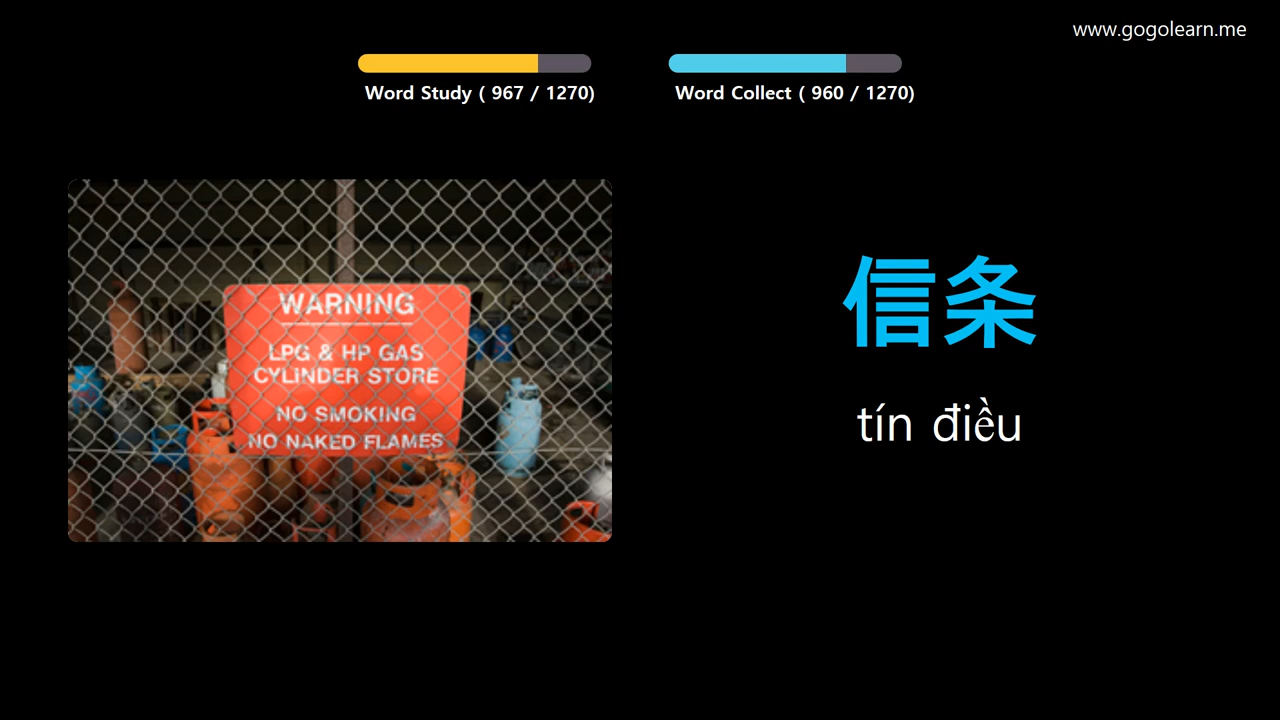 www.gogolearn.me
Word Study ( 967 / 1270)
Word Collect ( 960 / 1270)
WARNING
LPG & HP GAS
CYLINDER STORE
NO SMOKING
NO NAKED FLAMES
信条
tín điều